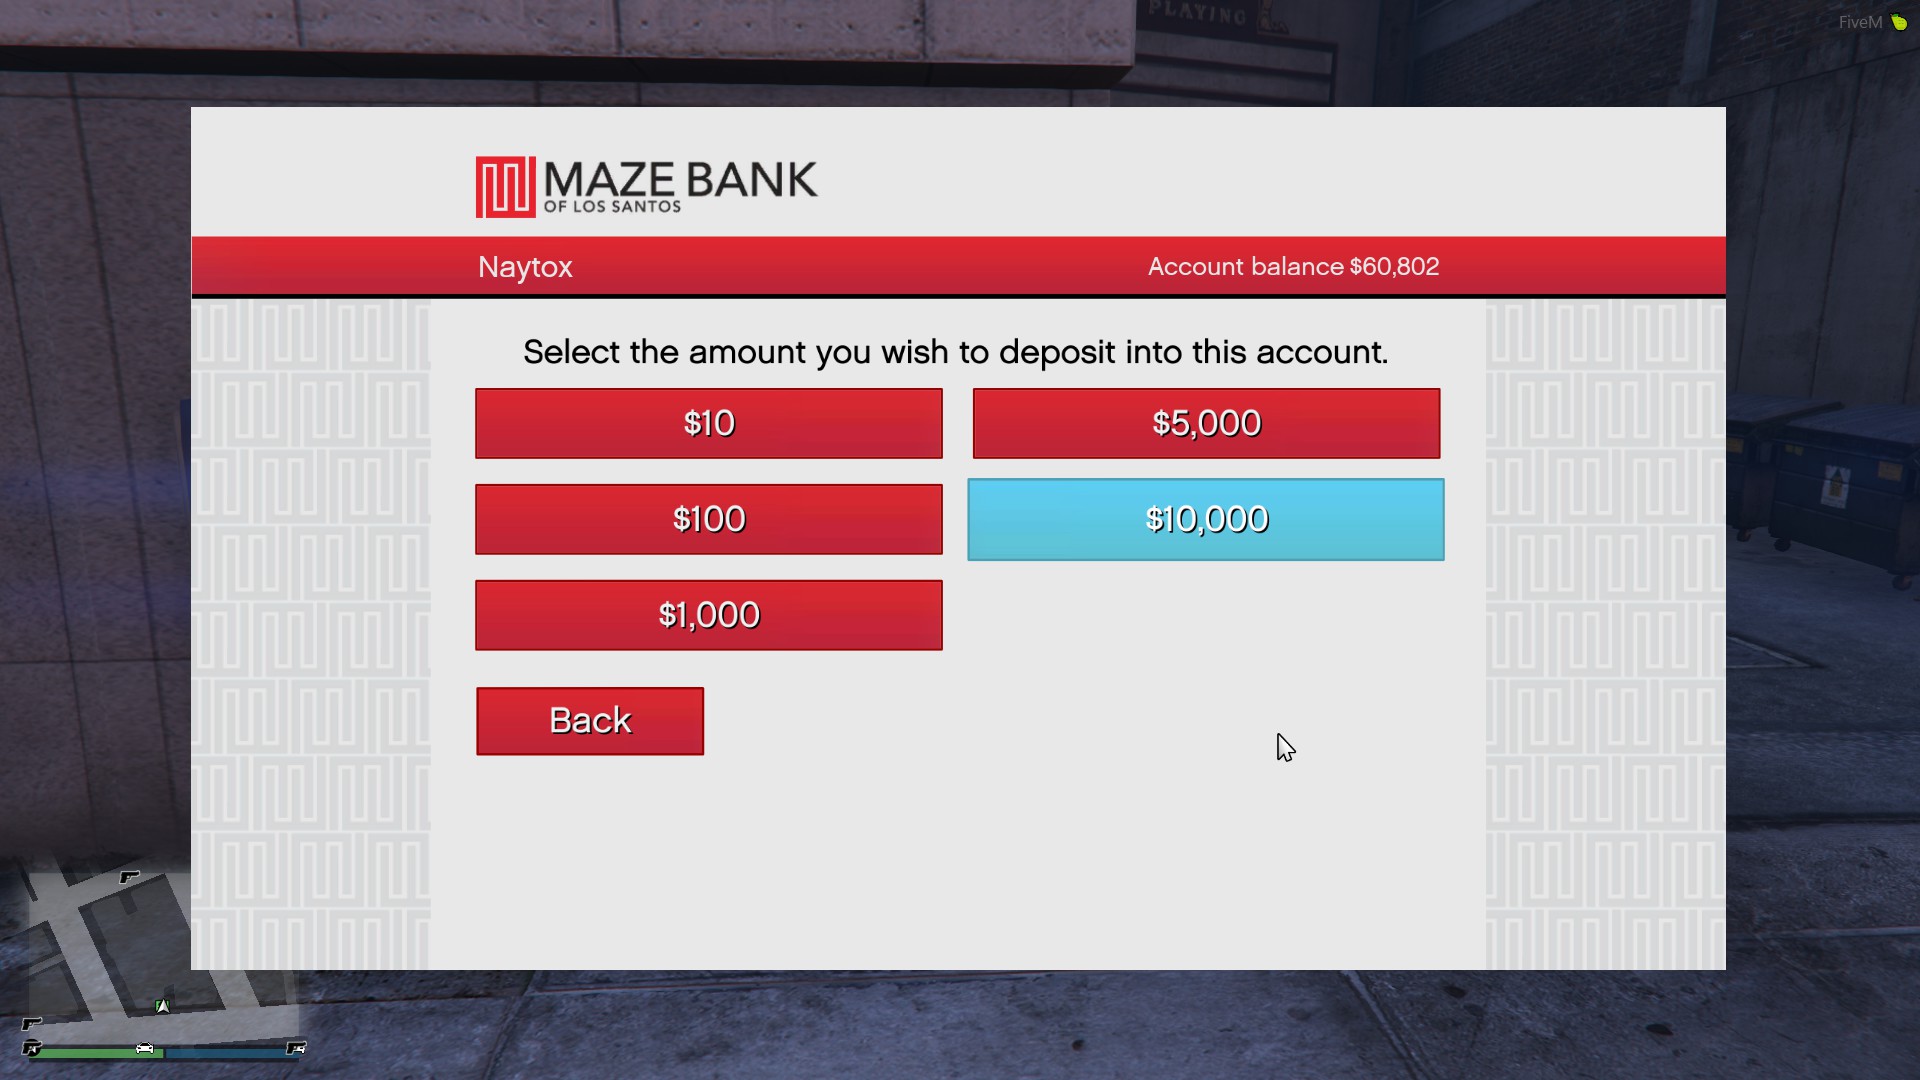 PLAYING
FiveM
MAZE BANK
OF LOS SANTOS
Naytox
Account balance $60,802
Select the amount you wish to deposit into this account.
$10
$5,000
$100
$10,000
$1,000
Back